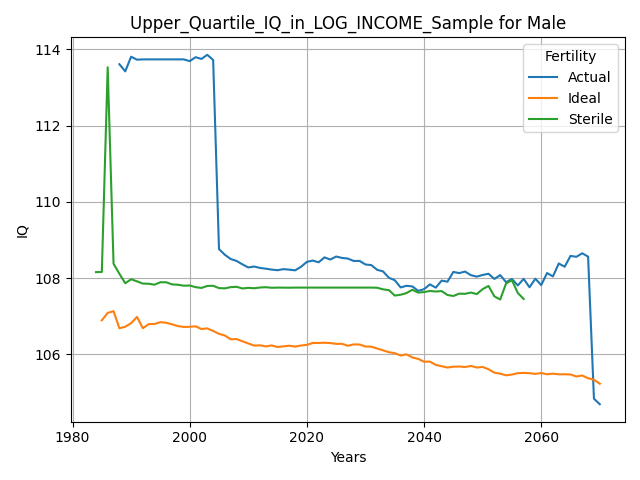 Upper_Quartile_IQ_in_LOG_INCOME_Sample for Male
114
112
110
108
106
IQ
1980
2000
2020
2040
2060
Years
Fertility
Actual
Ideal
Sterile